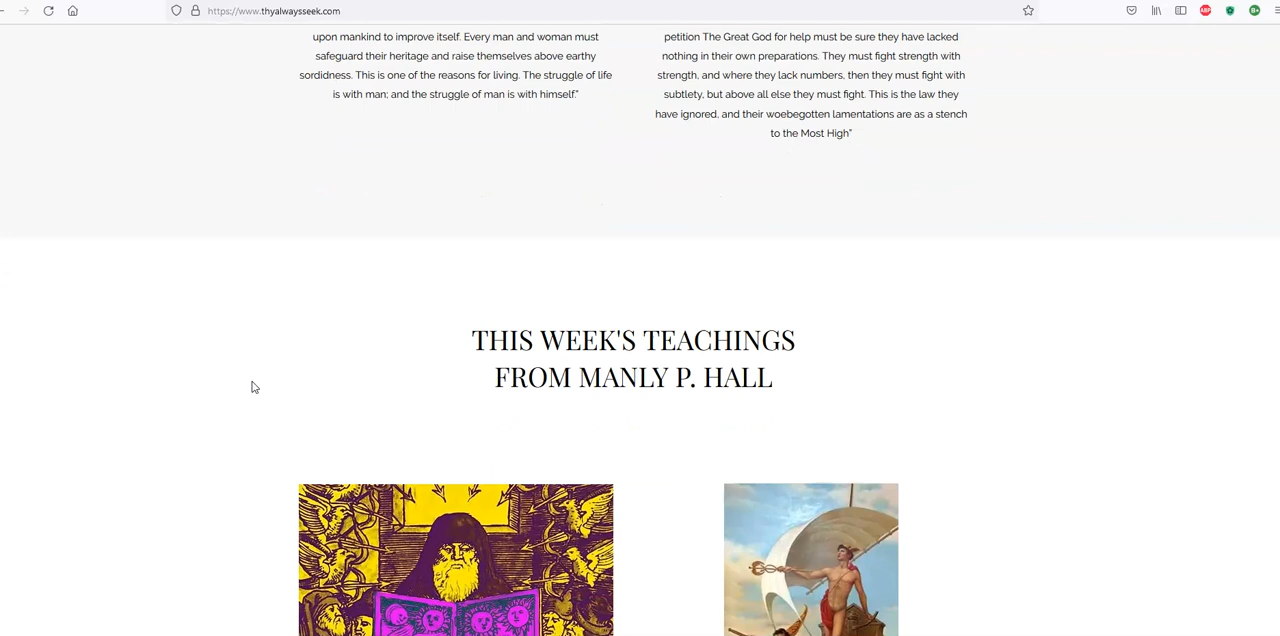 https://www.thyalwaysseek.com
upon mankind to improve itself. Every man and woman must
safeguard their heritage and raise themselves above earthy
sordidness. This is one of the reasons for living. The struggle of life
is with man; and the struggle of man is with himself."
petition The Great God for help must be sure they have lacked
nothing in their own preparations. They must fight strength with
strength, and where they lack numbers, then they must fight with
subtlety, but above all else they must fight. This is the law they
have ignored, and their woebegotten lamentations are as a stench
to the Most High"
THIS WEEK'S TEACHINGS
FROM MANLY P. HALL